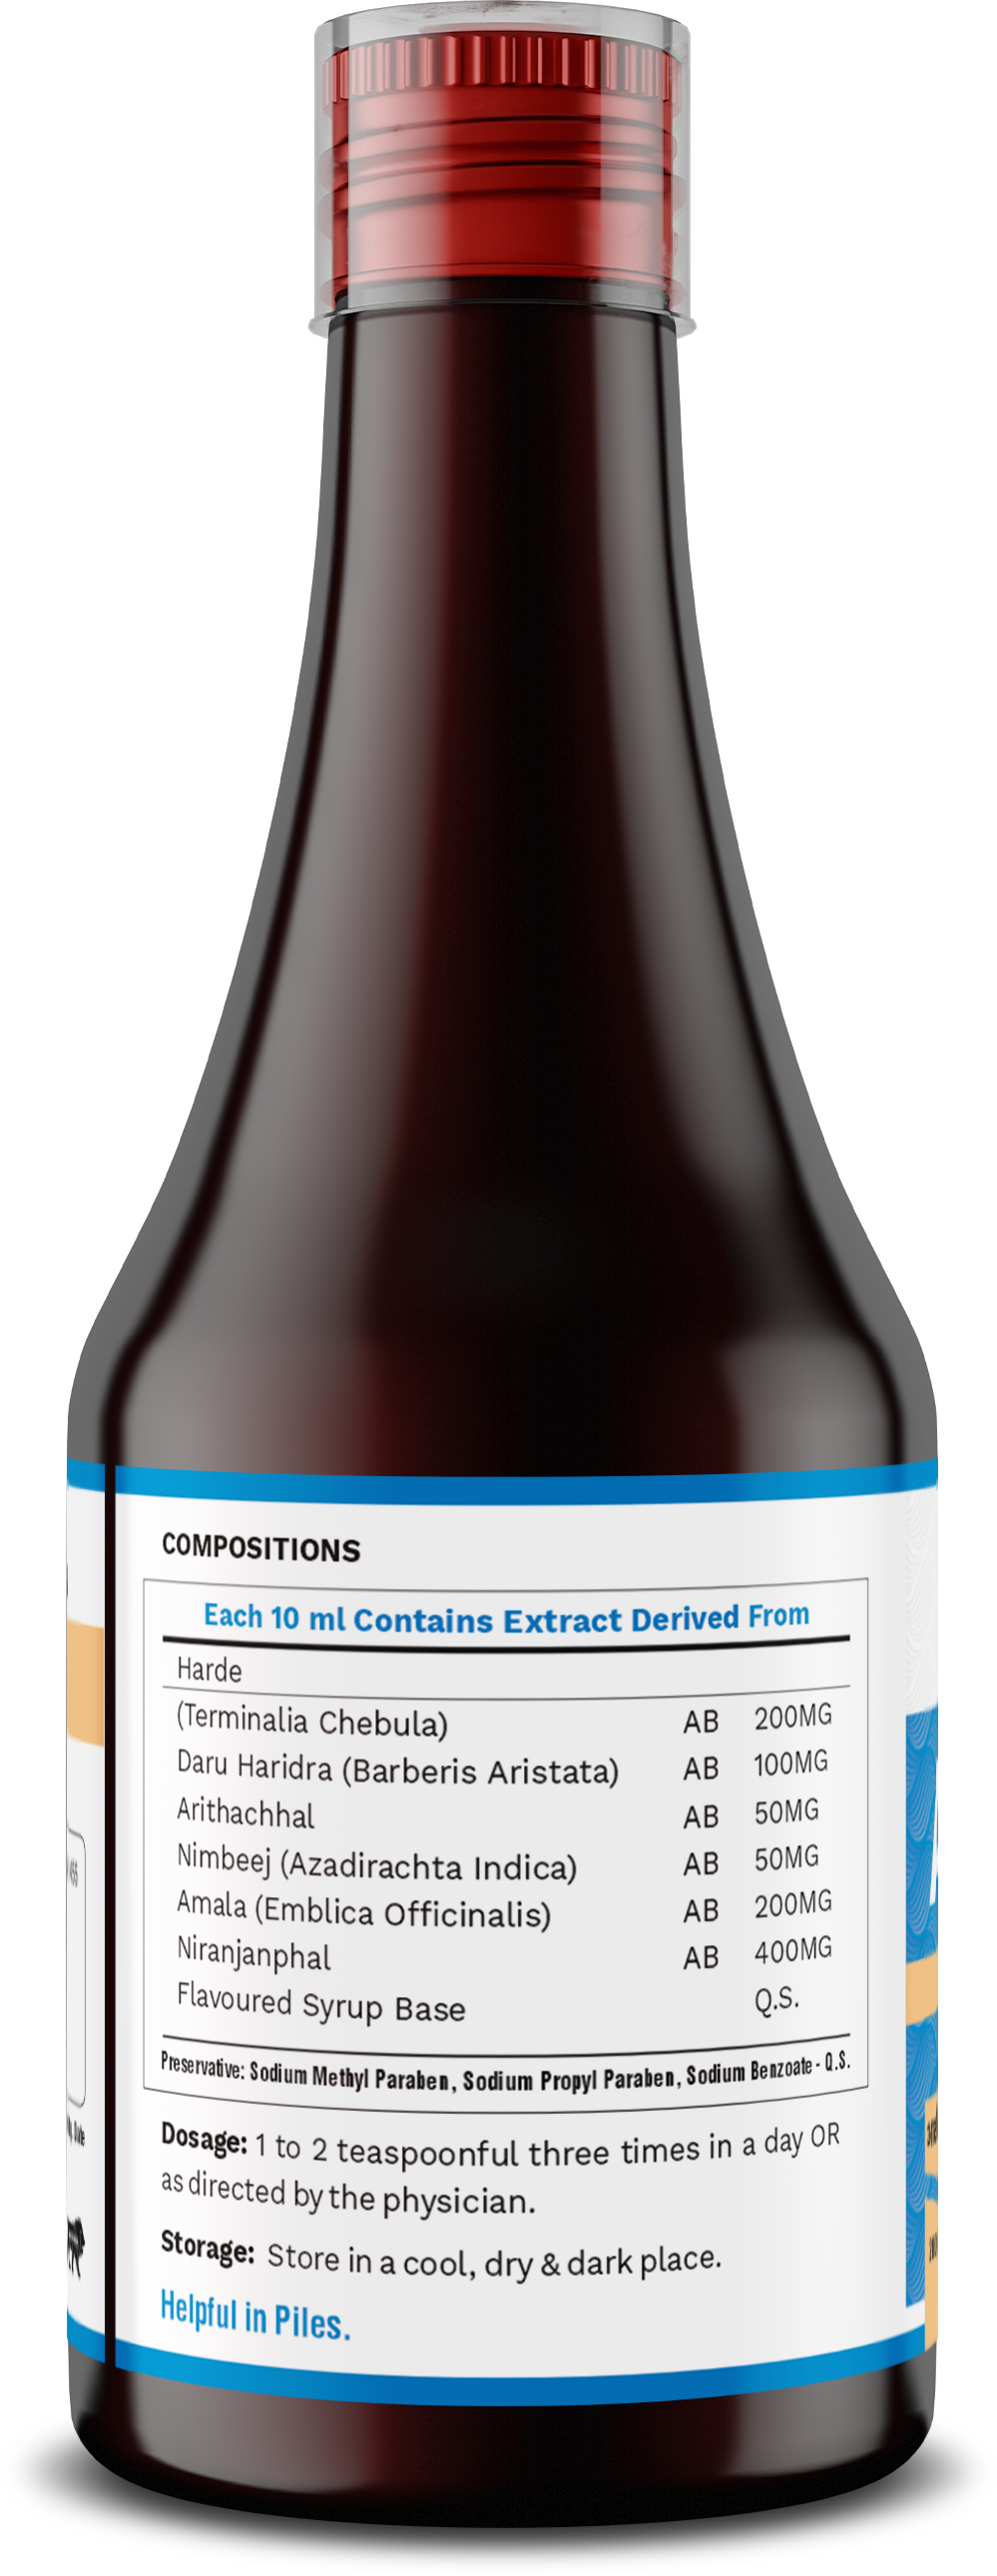 COMPOSITIONS
Each 10 ml Contains Extract Derived From
Harde
(Terminalia Chebula) AB 200MG
Daru Haridra (Barberis Aristata) AB 100MG
Arithachhal AB 50MG
Nimbeej (Azadirachta Indica) AB 50MG
Amala (Emblica Officinalis) AB 200MG
Niranjanphal AB 400MG
Flavoured Syrup Base Q.S.
Preservative: Sodium Methyl Paraben, Sodium Propyl Paraben, Sodium Benzoate - Q.S.
Dosage: 1 to 2 teaspoonful three times in a day OR
as directed by the physician.
Storage: Store in a cool, dry & dark place.
Helpful in Piles.